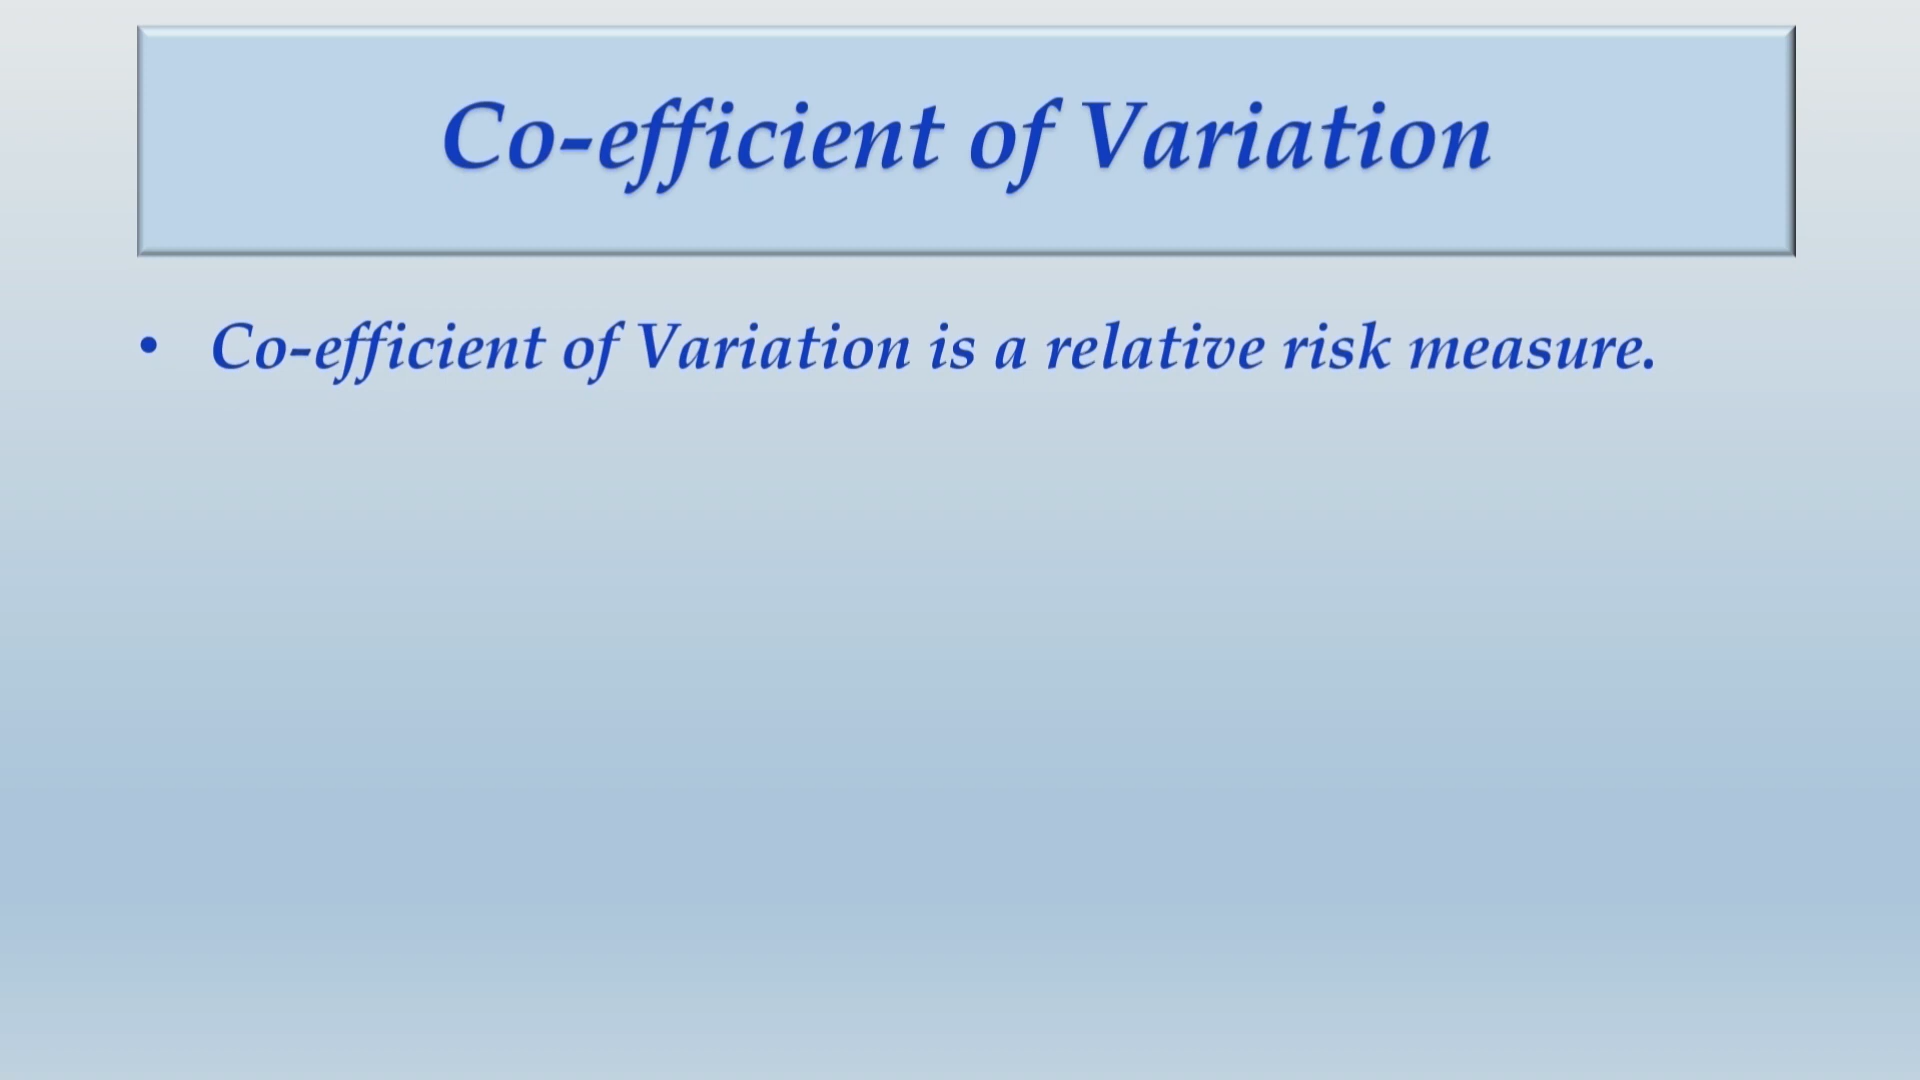 Co-efficient of Variation
• Co-efficient of Variation is a relative risk measure.